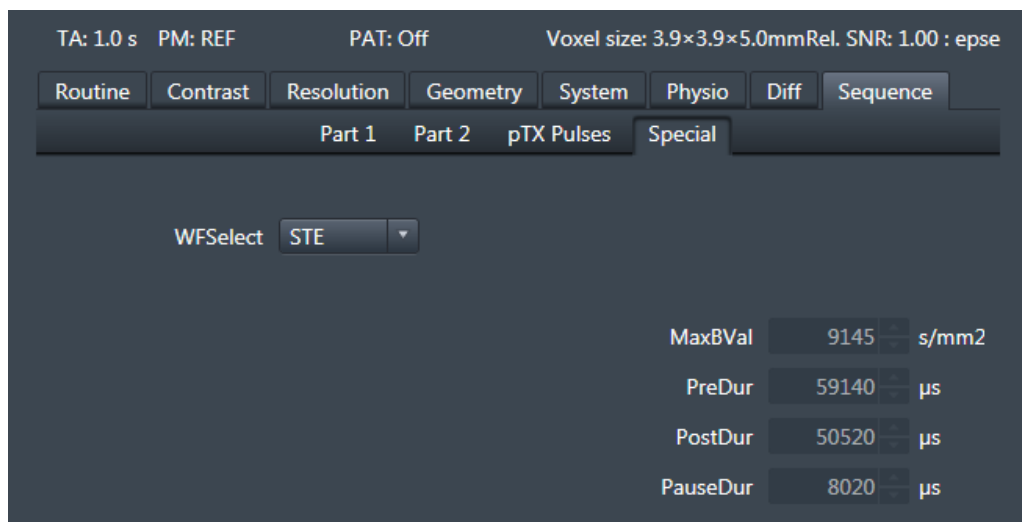 TA: 1.0 s PM: REF PAT: Off Voxel size: 3.9×3.9×5.0mmRel. SNR: 1.00 : epse
Routine Contrast Resolution Geometry System Physio Diff Sequence
Part 1 Part 2 pTX Pulses Special
WFSelect STE
MaxBVal 9145 s/mm2
PreDur 59140 µs
PostDur 50520 µs
PauseDur 8020 µs